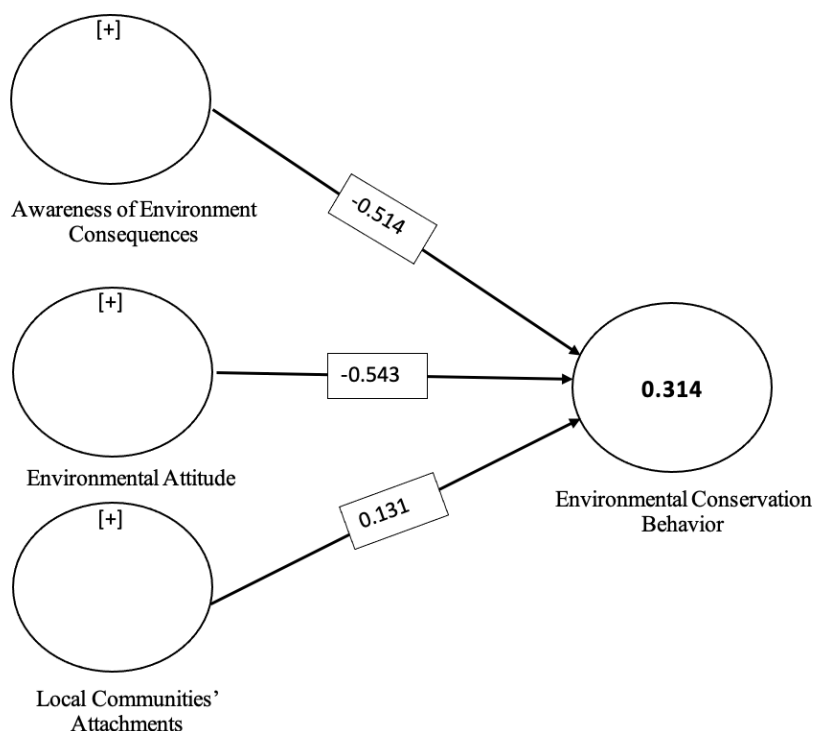 [+]
Awareness of Environment
Consequences
-0.514
[+]
Environmental Attitude
-0.543
0.314
Environmental Conservation
Behavior
[+]
Local Communities’
Attachments
0.131